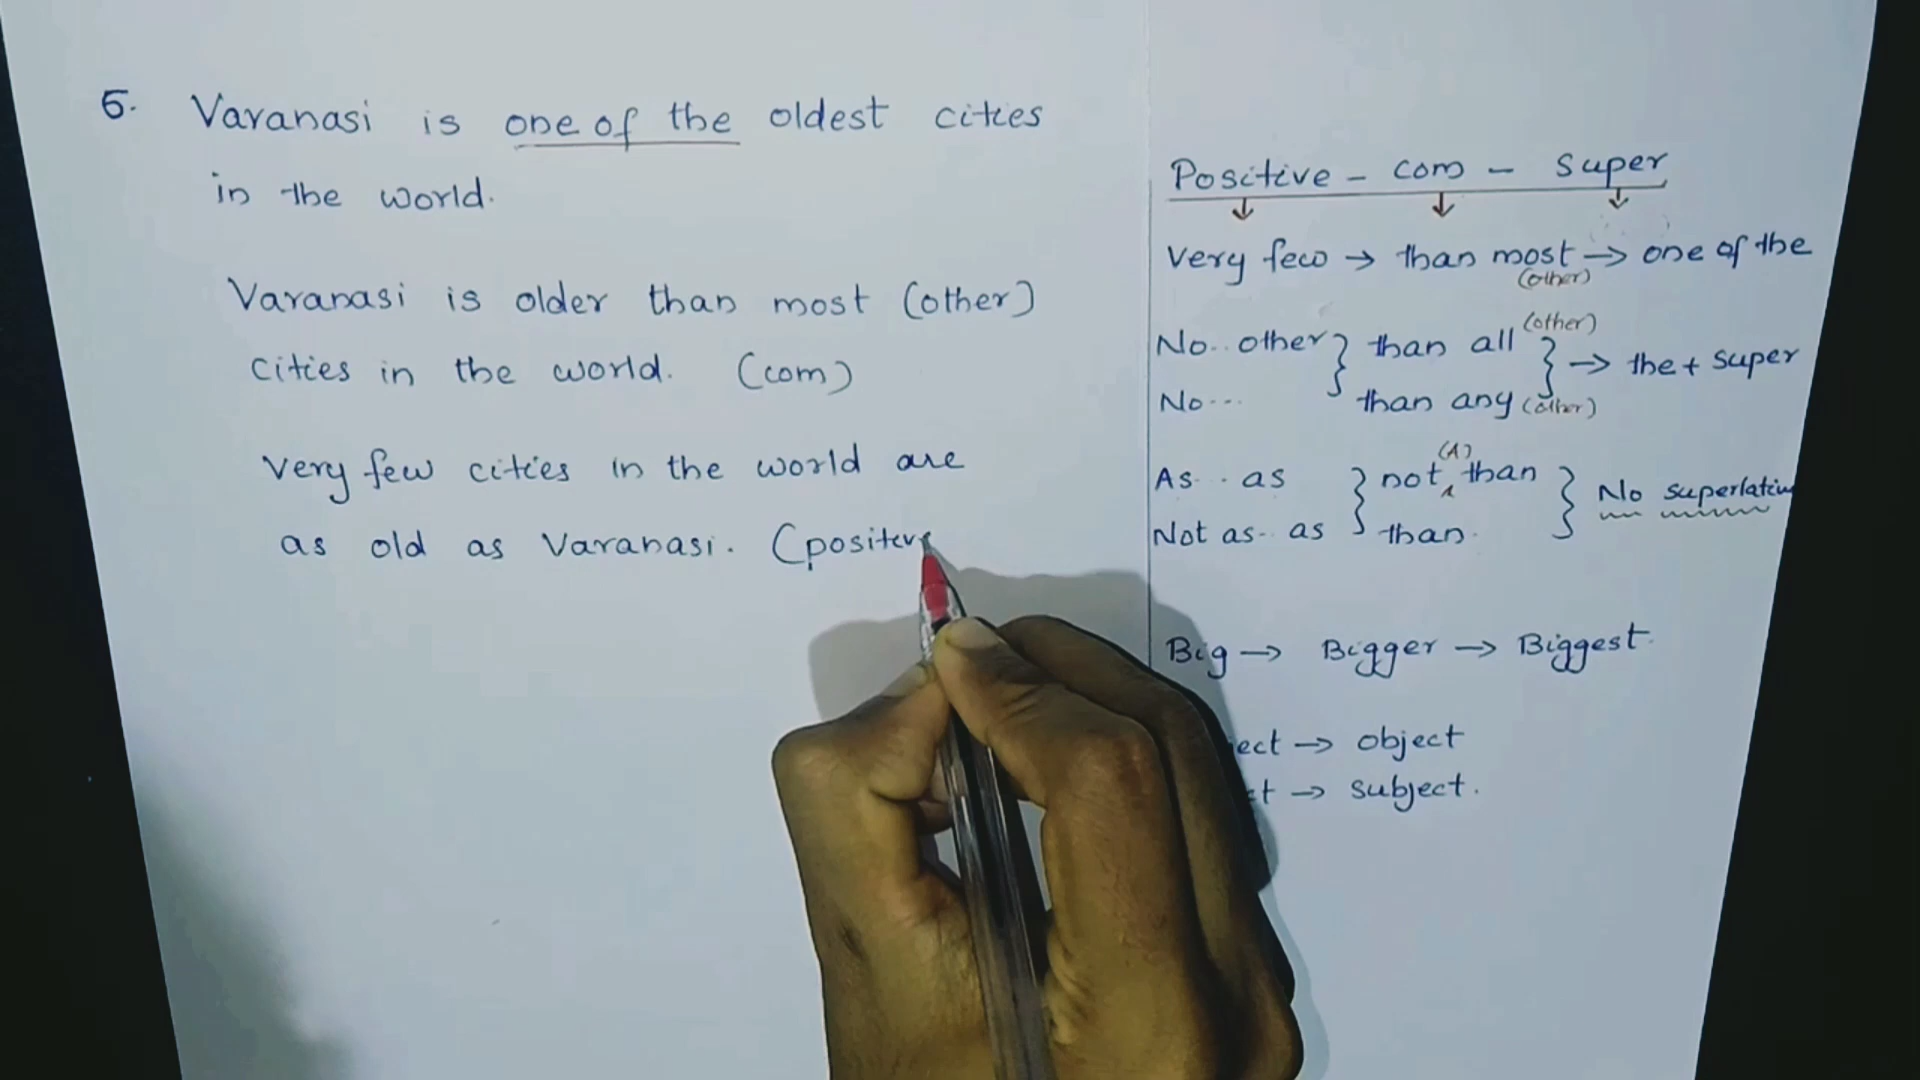 5. Varanasi is one of the oldest cities
in the world.
Varanasi is older than most (other)
cities in the world. (com)
Very few cities in the world are
as old as Varanasi. (positive
Positive - com - super
Very few → than most → one of the
(other)
No.. other } than all (other) } → the + super
No... than any (other)
As.. as } not (A) than } No superlative
Not as.. as than.
Big → Bigger → Biggest.
ect → object
ct → subject.